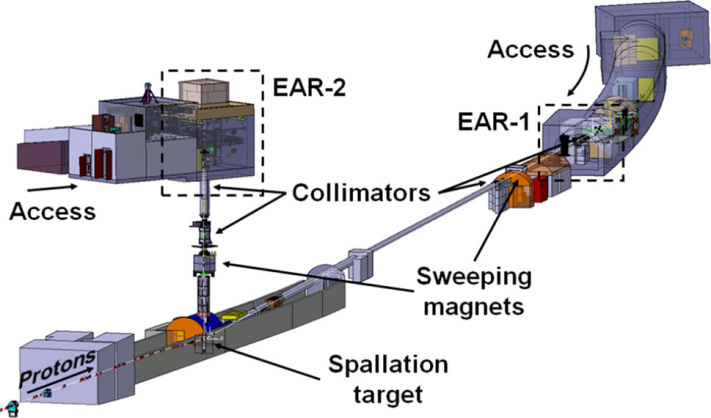 Access
EAR-2
EAR-1
Collimators
Access
Sweeping
magnets
Protons
Spallation
target